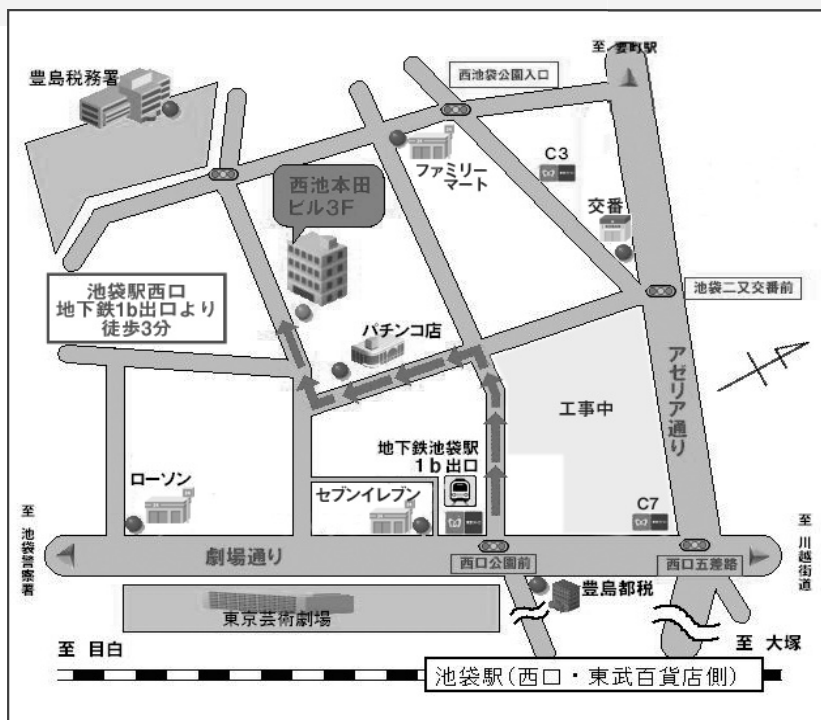 至 要町駅
西池袋公園入口
豊島税務署
ファミリー
マート
C3
西池本田
ビル3F
交番
池袋駅西口
地下鉄1b出口より
徒歩3分
池袋二又交番前
パチンコ店
アゼリア通り
工事中
地下鉄池袋駅
1b出口
ローソン
セブンイレブン
C7
至 池袋警察署
至 川越街道
劇場通り
西口公園前
西口五差路
豊島都税
東京芸術劇場
至 目白
至 大塚
池袋駅(西口・東武百貨店側)